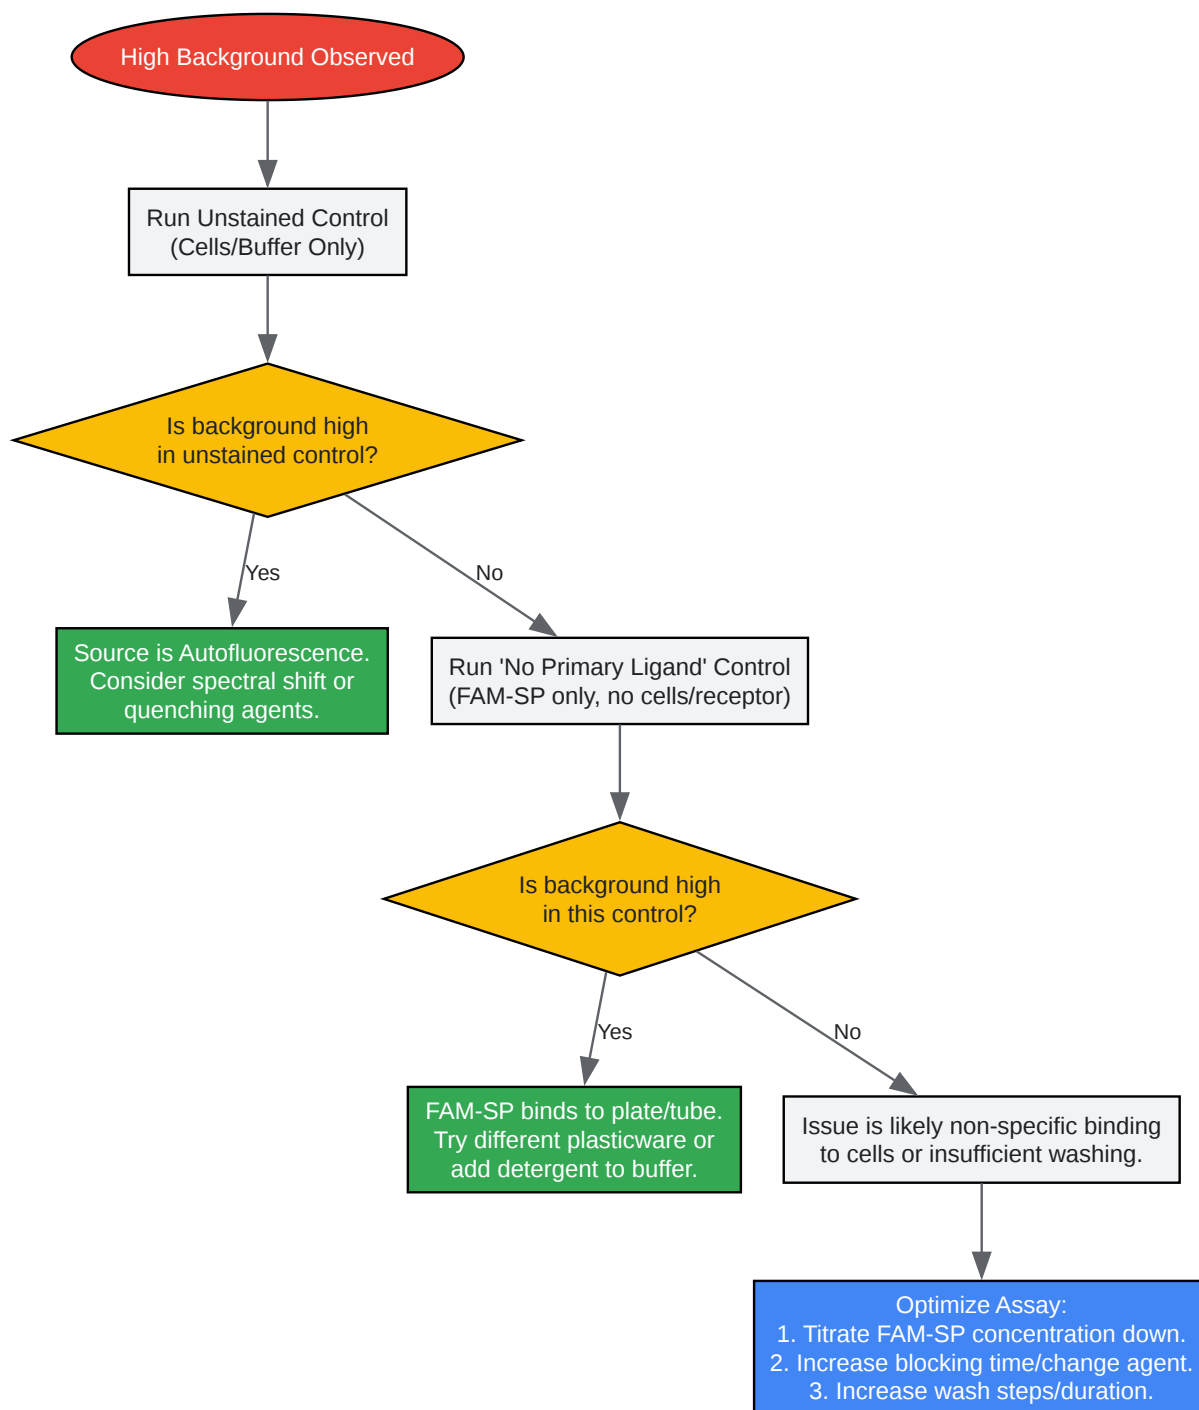 High Background Observed
Run Unstained Control
(Cells/Buffer Only)
Is background high
in unstained control?
Yes
No
Source is Autofluorescence.
Consider spectral shift or
quenching agents.
Run 'No Primary Ligand' Control
(FAM-SP only, no cells/receptor)
Is background high
in this control?
Yes
No
FAM-SP binds to plate/tube.
Try different plasticware or
add detergent to buffer.
Issue is likely non-specific binding
to cells or insufficient washing.
Optimize Assay:
1. Titrate FAM-SP concentration down.
2. Increase blocking time/change agent.
3. Increase wash steps/duration.